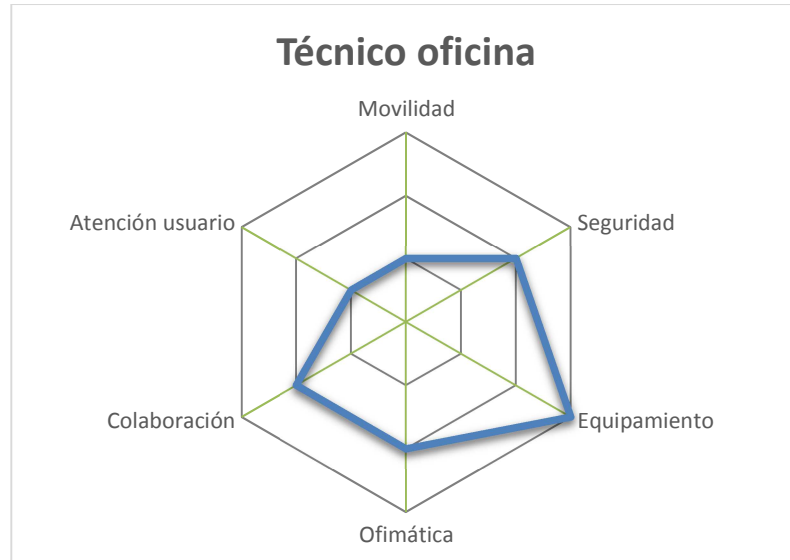 Técnico oficina
Movilidad
Atención usuario
Seguridad
Colaboración
Equipamiento
Ofimática